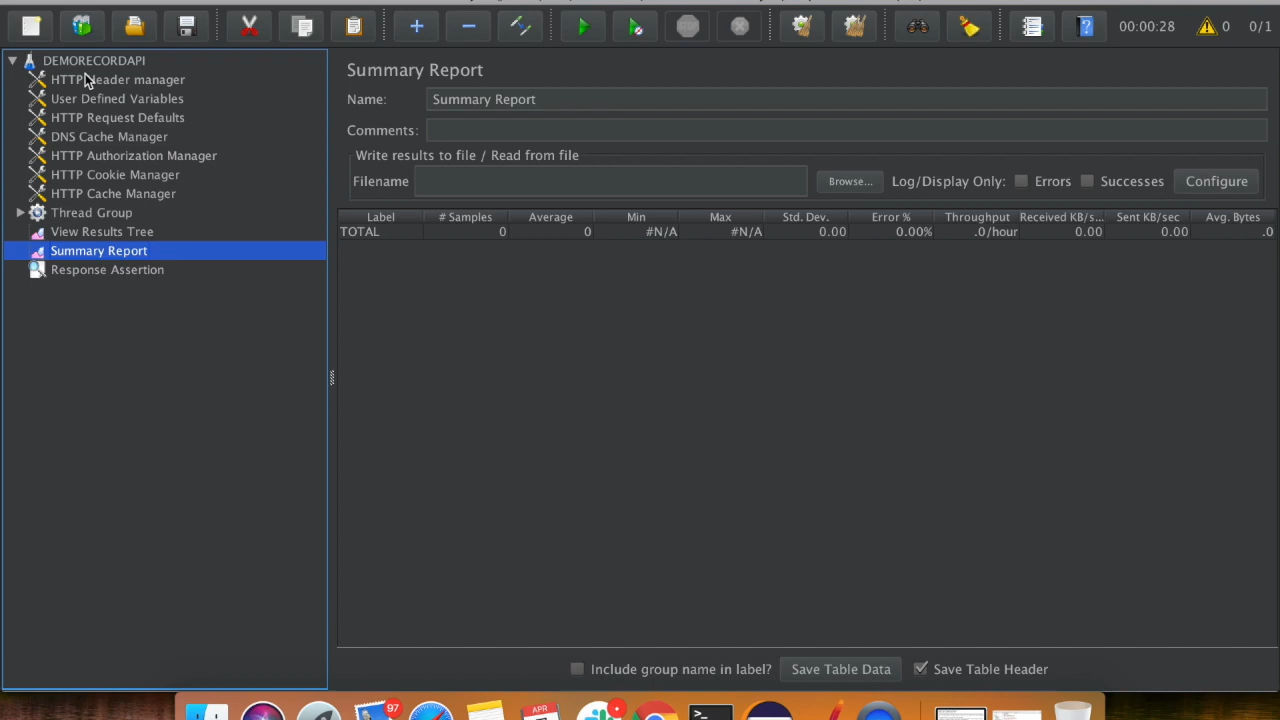 00:00:28 0 0/1
DEMORECORDAPI
HTTP Header manager
User Defined Variables
HTTP Request Defaults
DNS Cache Manager
HTTP Authorization Manager
HTTP Cookie Manager
HTTP Cache Manager
Thread Group
View Results Tree
Summary Report
Response Assertion
Summary Report
Name: Summary Report
Comments:
Write results to file / Read from file
Filename Browse... Log/Display Only: Errors Successes Configure
Label # Samples Average Min Max Std. Dev. Error % Throughput Received KB/s... Sent KB/sec Avg. Bytes
TOTAL 0 0 #N/A #N/A 0.00 0.00% .0/hour 0.00 0.00 .0
Include group name in label? Save Table Data Save Table Header
97
APR